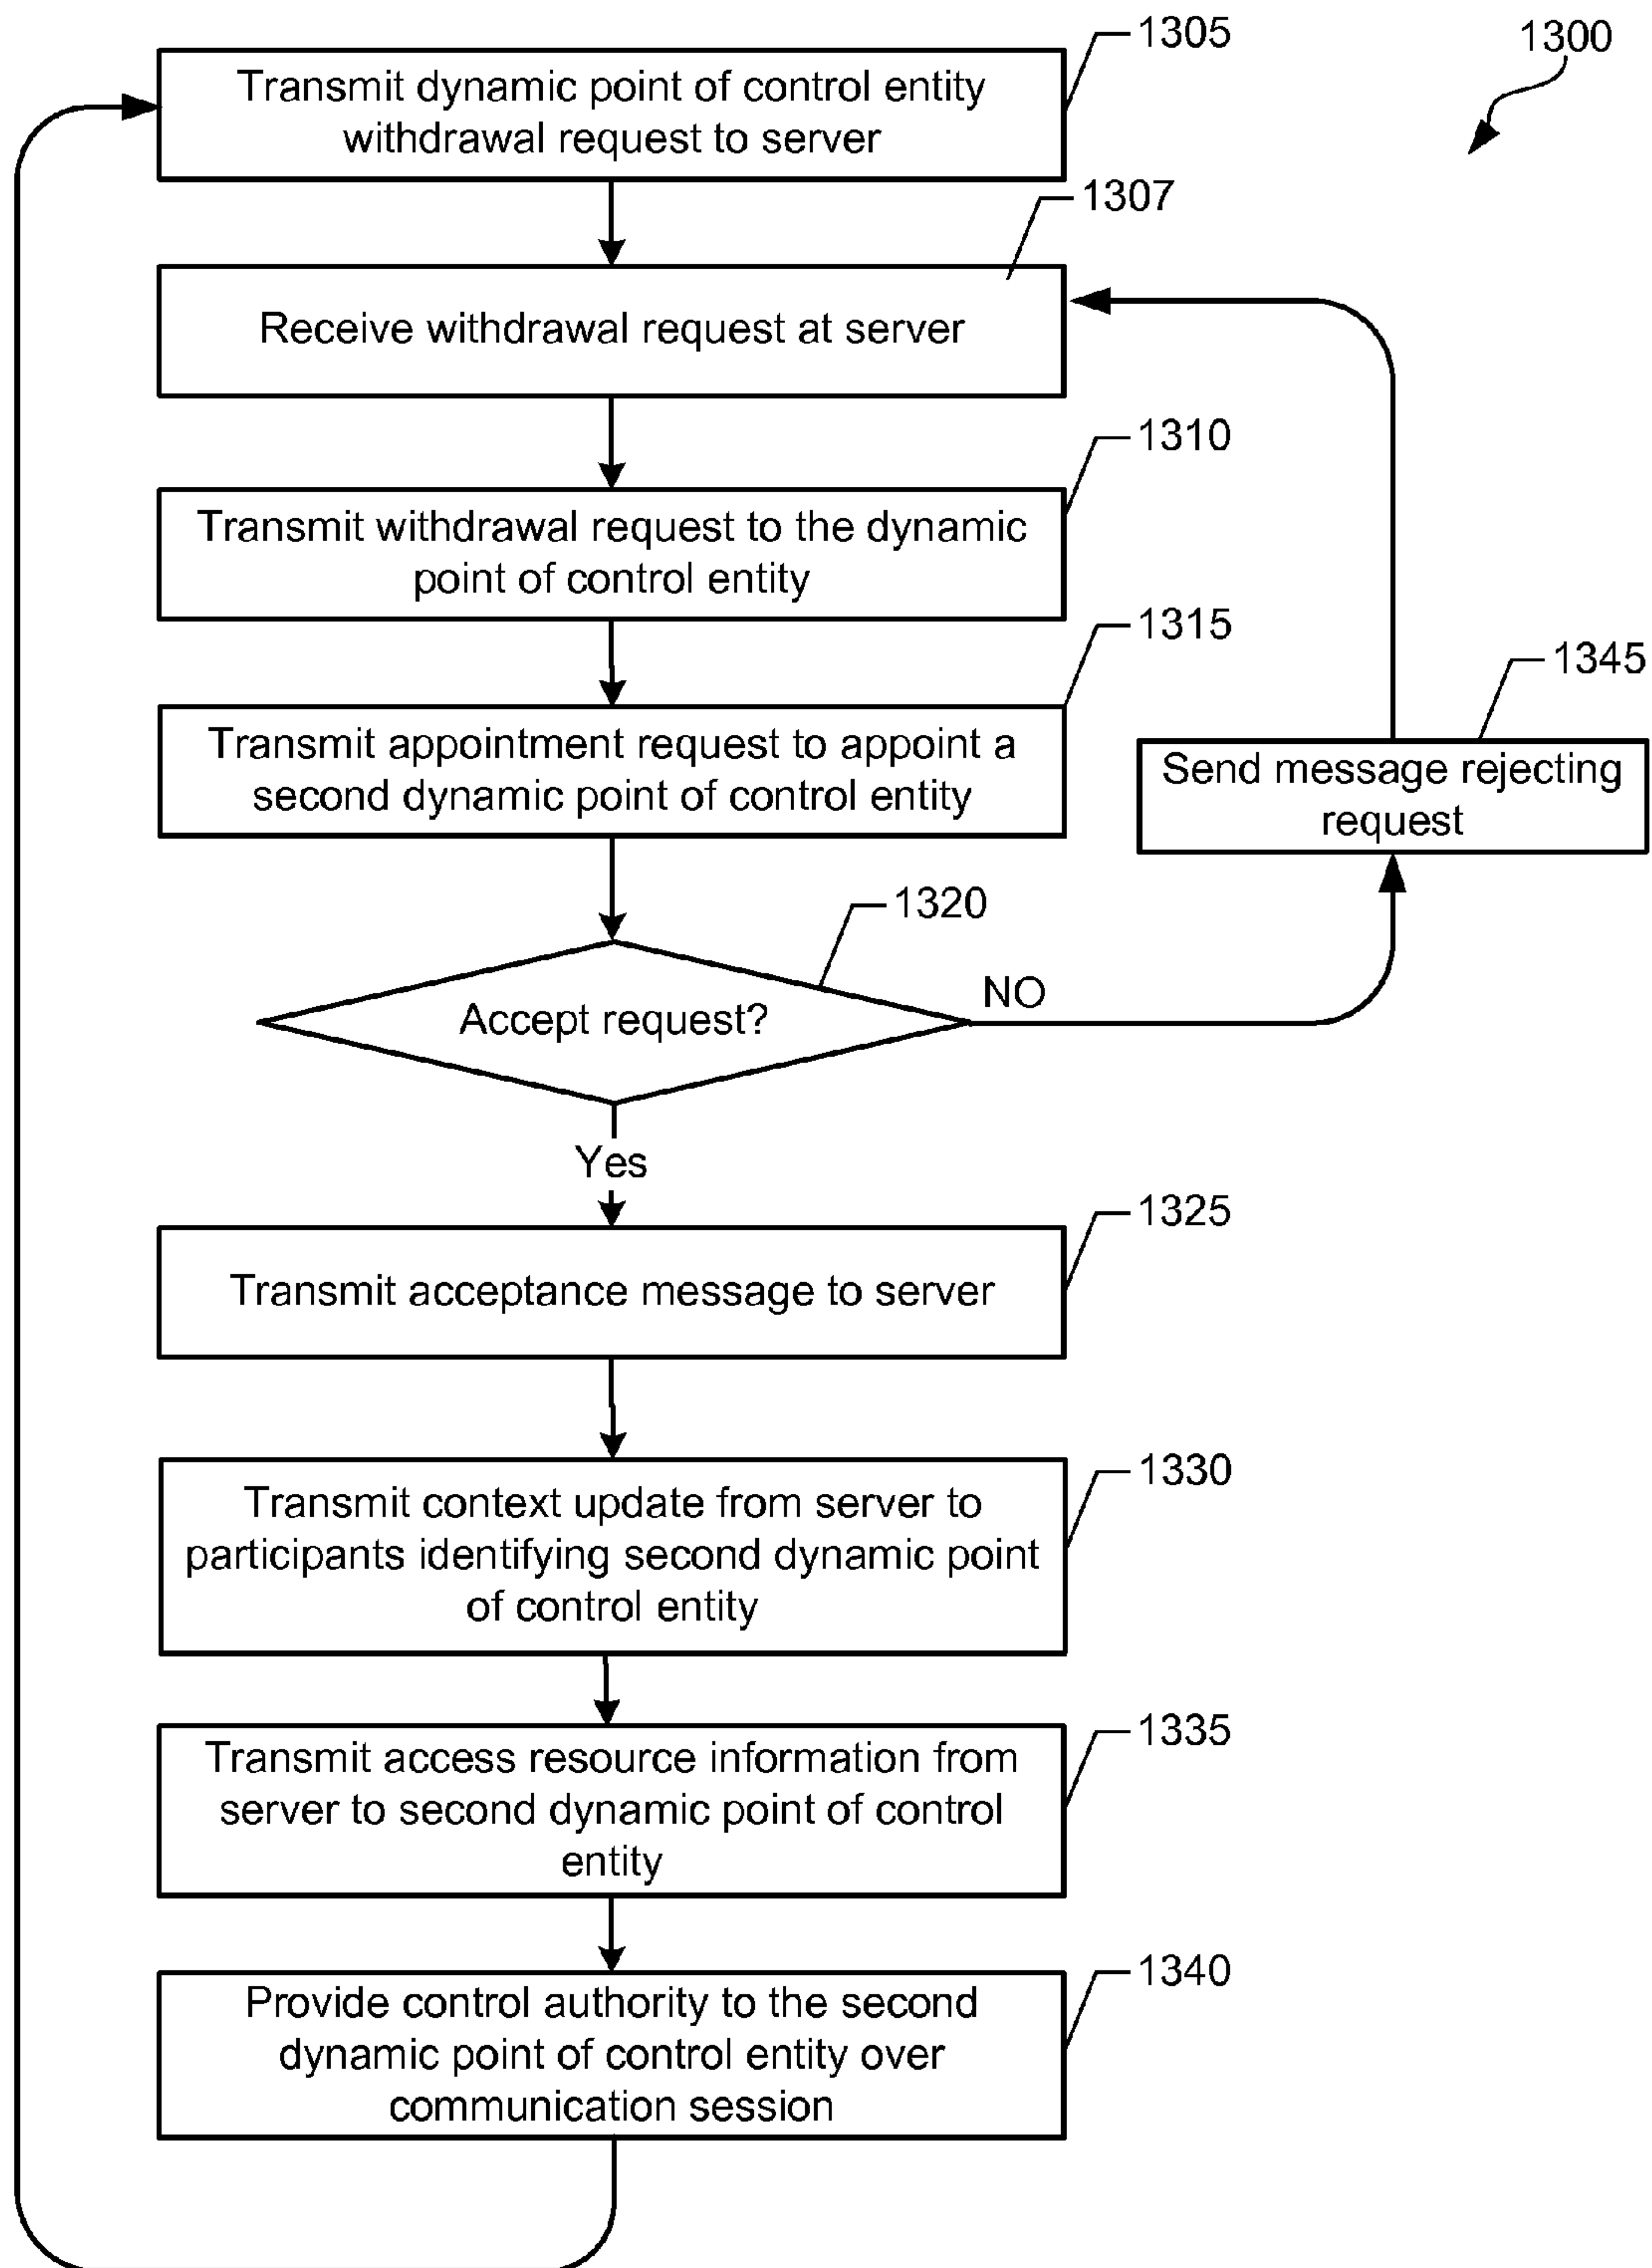 1305
1300
Transmit dynamic point of control entity
withdrawal request to server
1307
Receive withdrawal request at server
1310
Transmit withdrawal request to the dynamic
point of control entity
1315
Transmit appointment request to appoint a
second dynamic point of control entity
1345
Send message rejecting
request
1320
Accept request?
NO
Yes
1325
Transmit acceptance message to server
1330
Transmit context update from server to
participants identifying second dynamic point
of control entity
1335
Transmit access resource information from
server to second dynamic point of control
entity
1340
Provide control authority to the second
dynamic point of control entity over
communication session